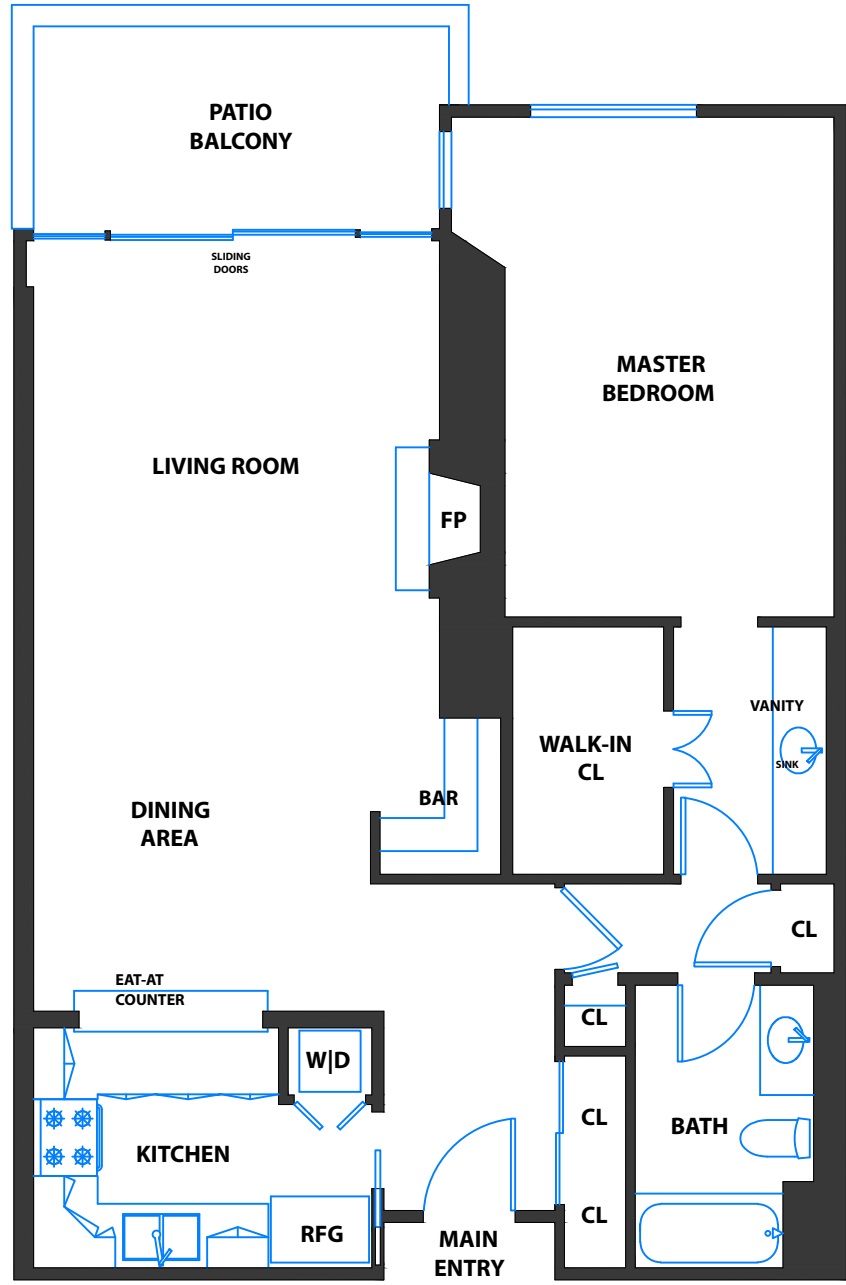 PATIO
BALCONY
SLIDING
DOORS
MASTER
BEDROOM
LIVING ROOM
FP
VANITY
SINK
WALK-IN
CL
BAR
DINING
AREA
CL
EAT-AT
COUNTER
CL
W|D
CL
BATH
KITCHEN
CL
RFG
MAIN
ENTRY